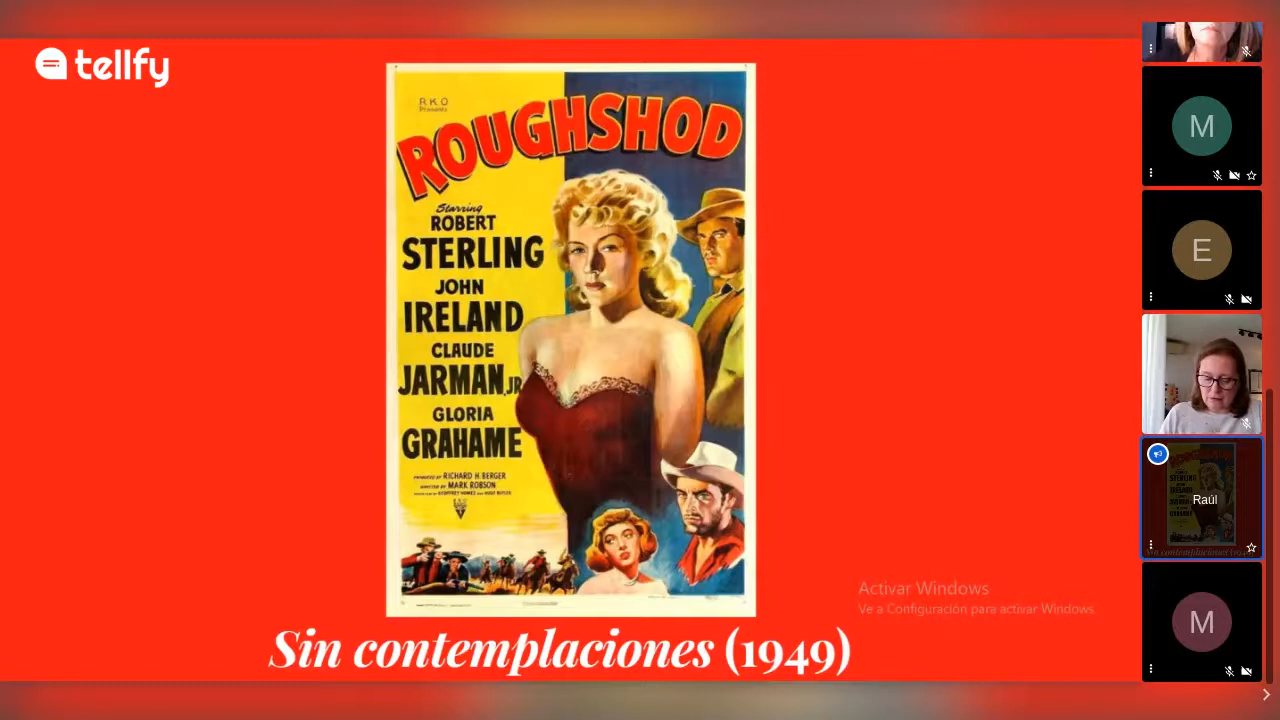 tellfy
RKO
Presents
ROUGHSHOD
Starring
ROBERT
STERLING
JOHN
IRELAND
CLAUDE
JARMAN, JR
GLORIA
GRAHAME
PRODUCED BY RICHARD H. BERGER
DIRECTED BY MARK ROBSON
Sin contemplaciones (1949)
Activar Windows
Ve a Configuración para activar Windows.
M
E
Raúl
M